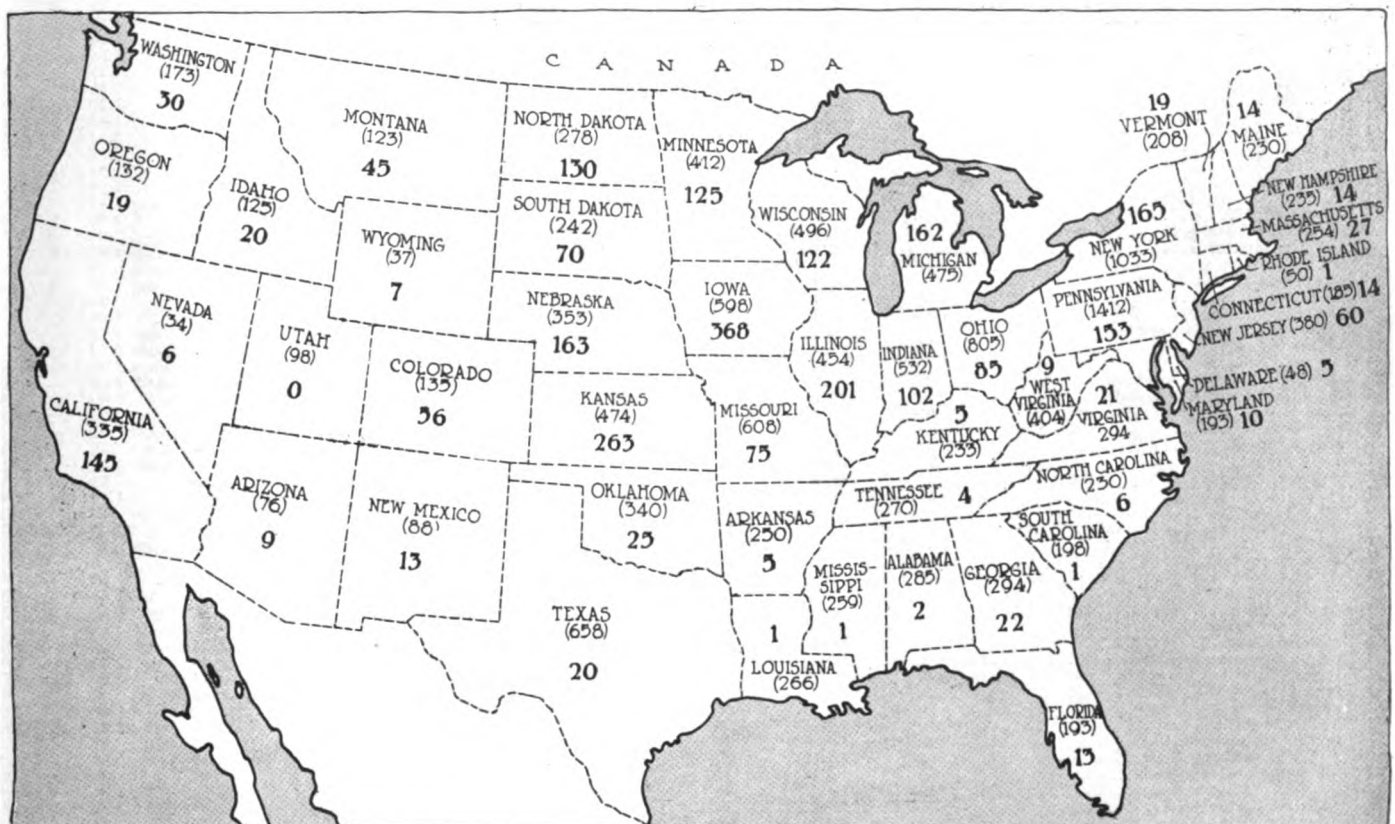 C A N A D A
WASHINGTON
(173)
30
OREGON
(132)
19
IDAHO
(125)
20
MONTANA
(123)
45
WYOMING
(37)
7
NORTH DAKOTA
(278)
130
SOUTH DAKOTA
(242)
70
NEBRASKA
(353)
163
MINNESOTA
(412)
125
WISCONSIN
(496)
122
IOWA
(598)
368
162
MICHIGAN
(475)
19
VERMONT
(208)
14
MAINE
(230)
NEW HAMPSHIRE
(235) 14
MASSACHUSETTS
(254) 27
RHODE ISLAND
(50) 1
CONNECTICUT (185) 14
NEW JERSEY (380) 60
DELAWARE (48) 5
MARYLAND
(193) 10
165
NEW YORK
(1033)
PENNSYLVANIA
(1412)
153
NEVADA
(34)
6
UTAH
(98)
0
COLORADO
(135)
56
KANSAS
(474)
263
MISSOURI
(608)
75
ILLINOIS
(454)
201
INDIANA
(532)
102
OHIO
(805)
85
9
WEST
VIRGINIA
(404)
21
VIRGINIA
294
5
KENTUCKY
(233)
CALIFORNIA
(335)
145
ARIZONA
(76)
9
NEW MEXICO
(88)
13
OKLAHOMA
(340)
25
TEXAS
(658)
20
ARKANSAS
(250)
5
TENNESSEE 4
(270)
NORTH CAROLINA
(230)
6
SOUTH
CAROLINA
(198)
1
MISSIS-
SIPPI
(259)
1
ALABAMA
(285)
2
GEORGIA
(294)
22
1
LOUISIANA
(266)
FLORIDA
(193)
13